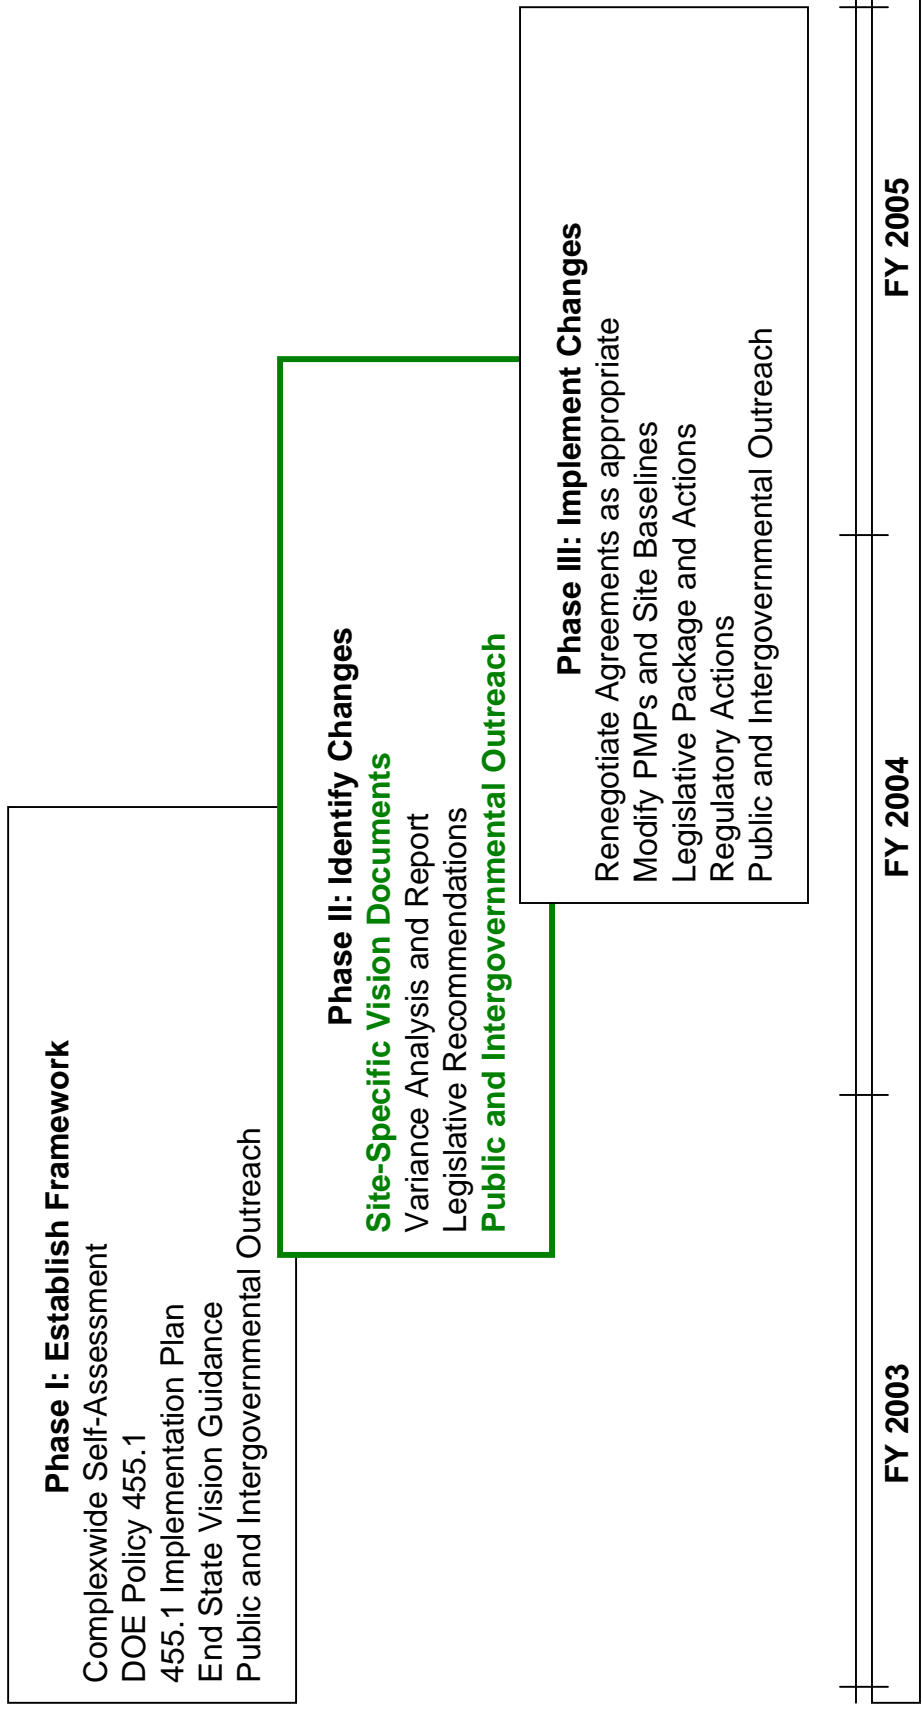 Phase I: Establish Framework
Complexwide Self-Assessment
DOE Policy 455.1
455.1 Implementation Plan
End State Vision Guidance
Public and Intergovernmental Outreach
Phase II: Identify Changes
Site-Specific Vision Documents
Variance Analysis and Report
Legislative Recommendations
Public and Intergovernmental Outreach
Phase III: Implement Changes
Renegotiate Agreements as appropriate
Modify PMPs and Site Baselines
Legislative Package and Actions
Regulatory Actions
Public and Intergovernmental Outreach
FY 2003
FY 2004
FY 2005